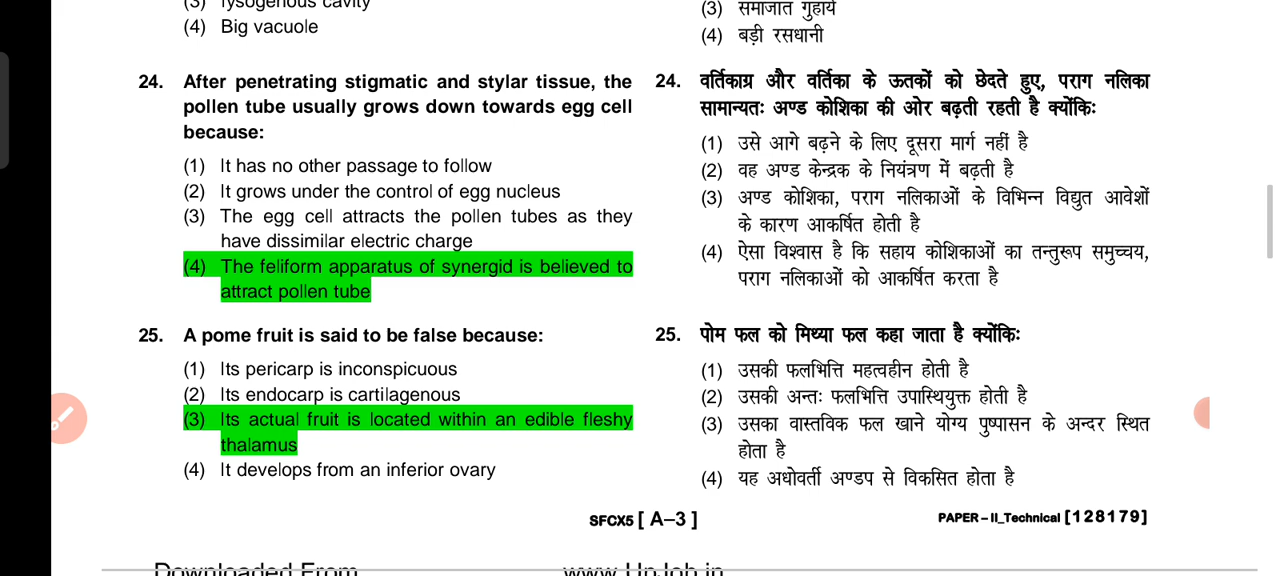 (3) lysogenous cavity
(4) Big vacuole
24. After penetrating stigmatic and stylar tissue, the
pollen tube usually grows down towards egg cell
because:
(1) It has no other passage to follow
(2) It grows under the control of egg nucleus
(3) The egg cell attracts the pollen tubes as they
have dissimilar electric charge
(4) The feliform apparatus of synergid is believed to
attract pollen tube
25. A pome fruit is said to be false because:
(1) Its pericarp is inconspicuous
(2) Its endocarp is cartilagenous
(3) Its actual fruit is located within an edible fleshy
thalamus
(4) It develops from an inferior ovary
(3) समाजात गुहायें
(4) बड़ी रसधानी
24. वर्तिकाग्र और वर्तिका के ऊतकों को छेदते हुए, पराग नलिका
सामान्यतः अण्ड कोशिका की ओर बढ़ती रहती है क्योंकिः
(1) उसे आगे बढ़ने के लिए दूसरा मार्ग नहीं है
(2) वह अण्ड केन्द्रक के नियंत्रण में बढ़ती है
(3) अण्ड कोशिका, पराग नलिकाओं के विभिन्न विद्युत आवेशों
के कारण आकर्षित होती है
(4) ऐसा विश्वास है कि सहाय कोशिकाओं का तन्तुरूप समुच्चय,
पराग नलिकाओं को आकर्षित करता है
25. पोम फल को मिथ्या फल कहा जाता है क्योंकिः
(1) उसकी फलभित्ति महत्वहीन होती है
(2) उसकी अन्तः फलभित्ति उपास्थियुक्त होती है
(3) उसका वास्तविक फल खाने योग्य पुष्पासन के अन्दर स्थित
होता है
(4) यह अधोवर्ती अण्डप से विकसित होता है
SFCX5 [ A–3 ]
PAPER – II_Technical [128179]
Downloaded From www.UpJob.in